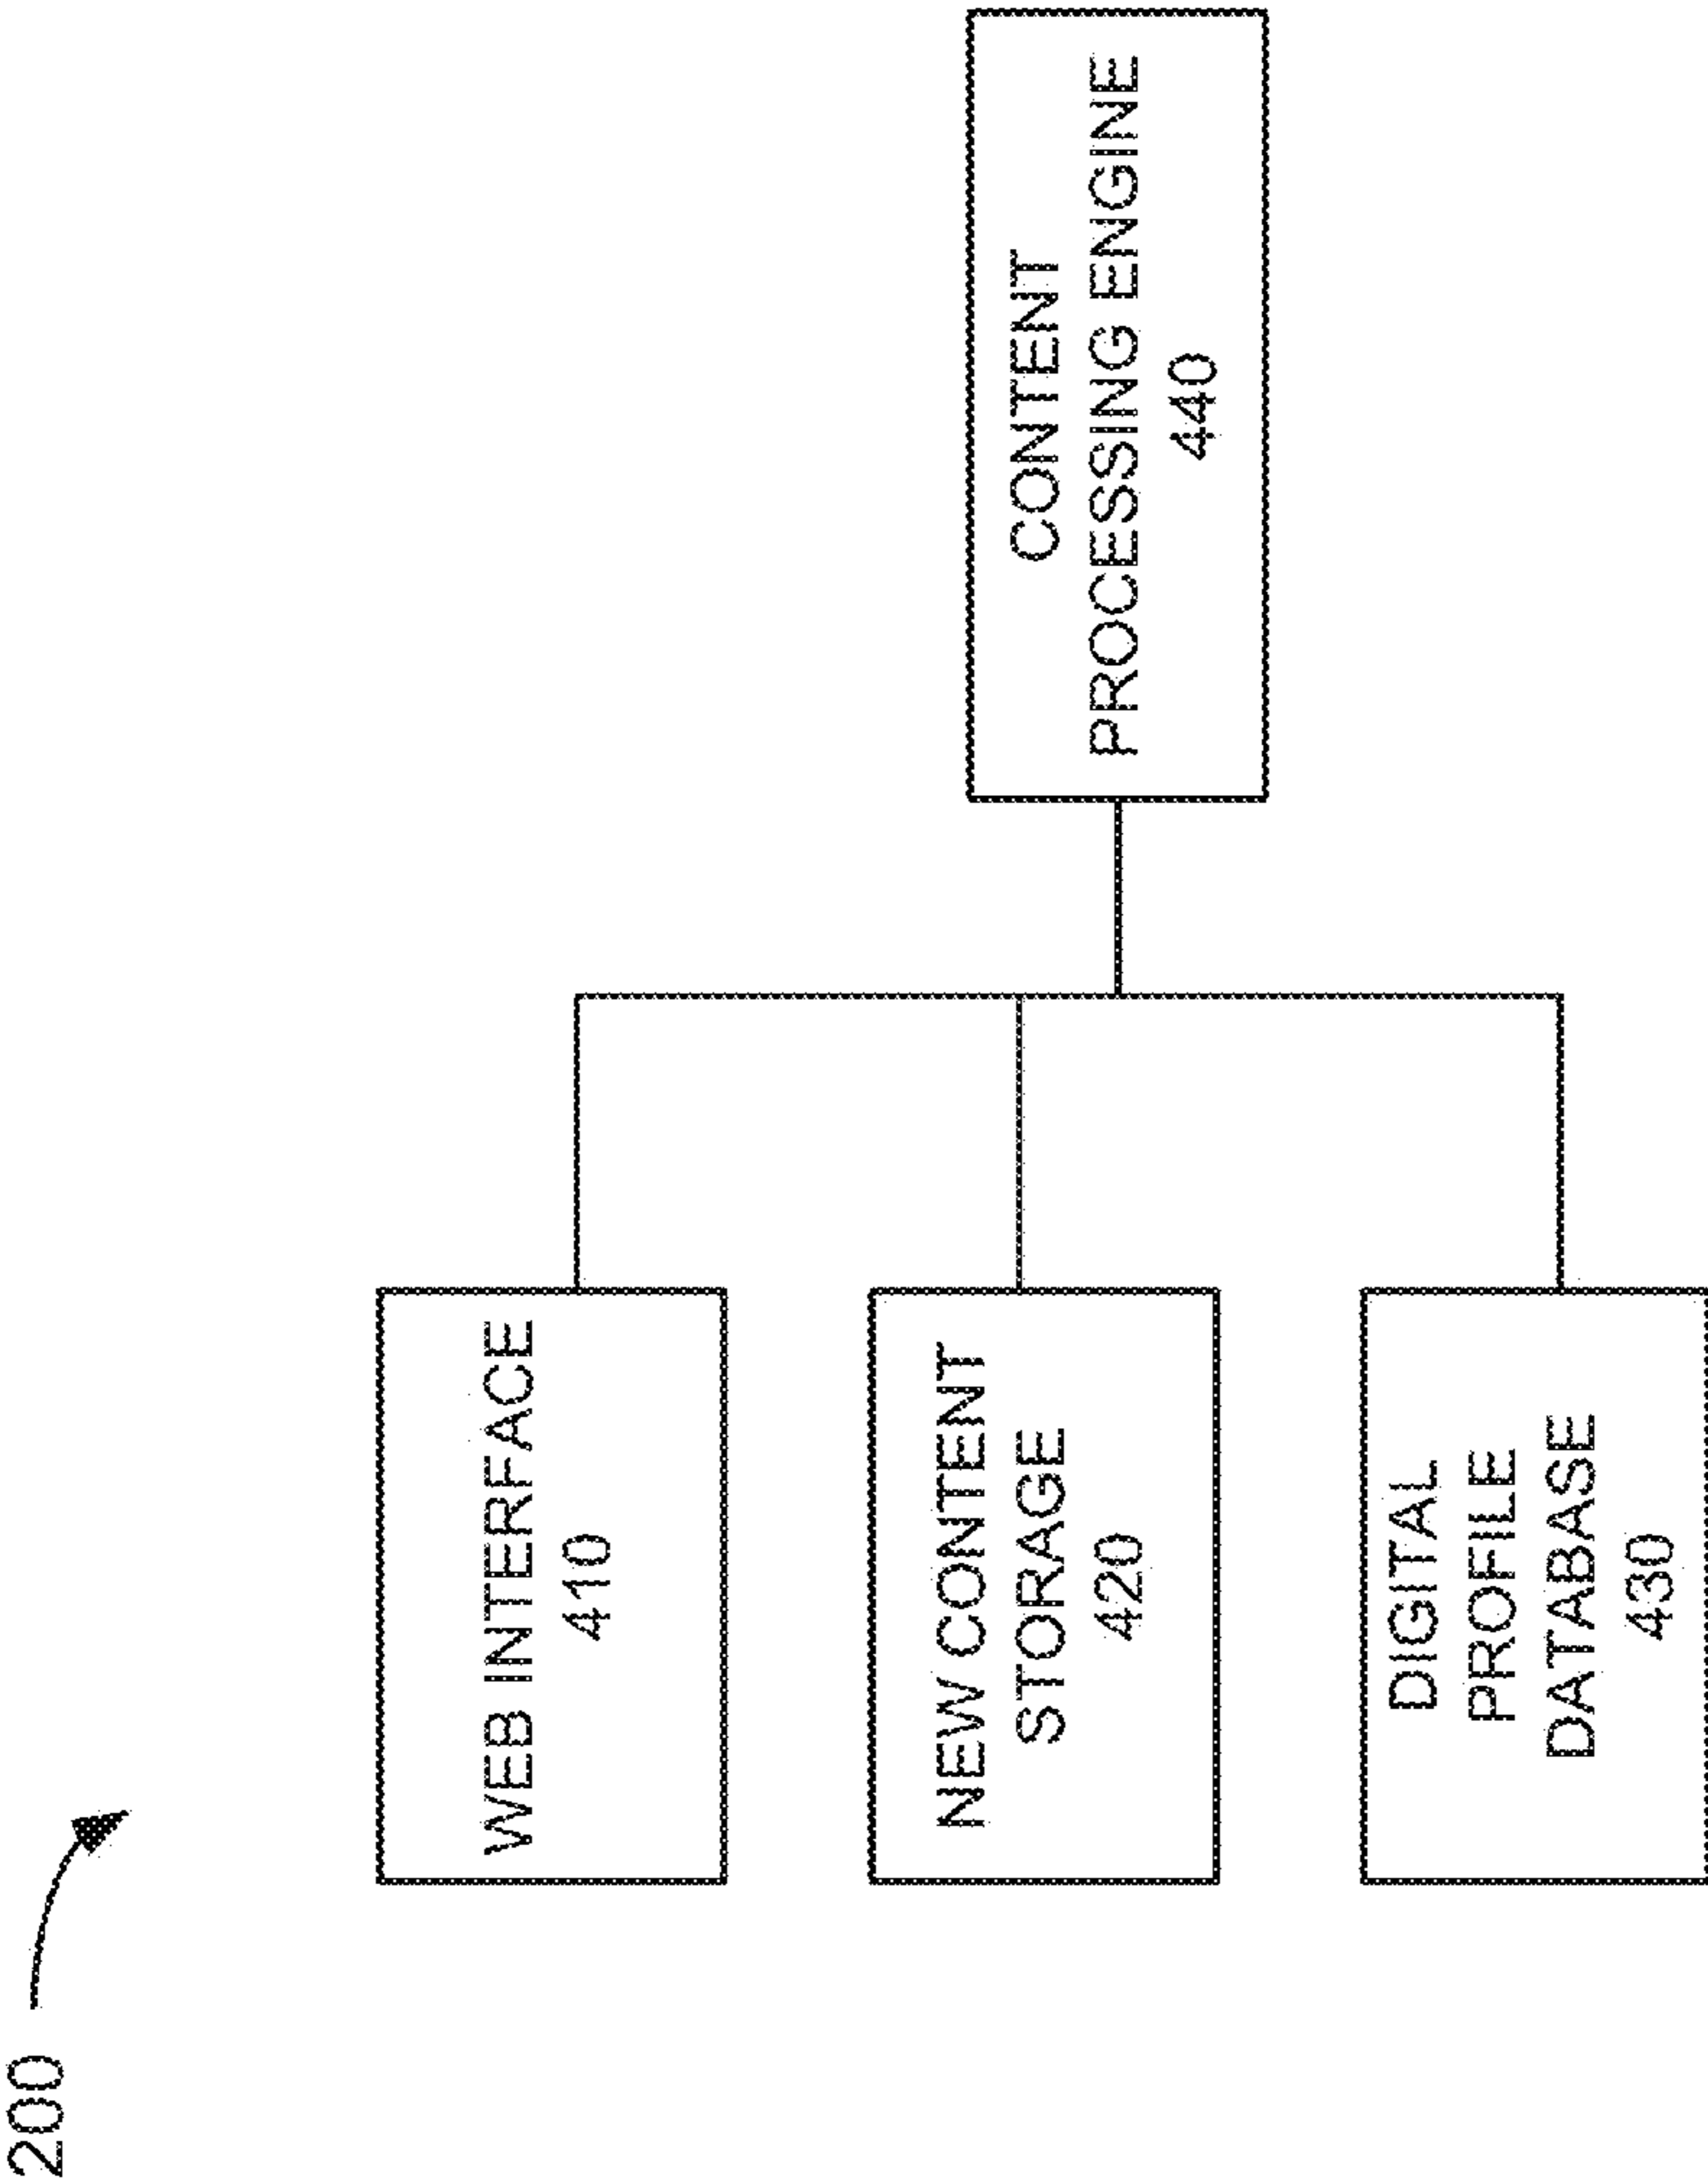 200
WEB INTERFACE
410
NEW CONTENT
STORAGE
420
DIGITAL
PROFILE
DATABASE
430
CONTENT
PROCESSING ENGINE
440